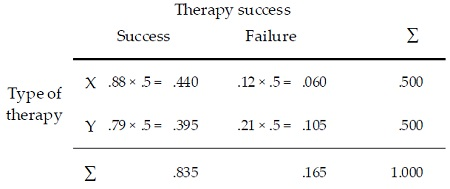 Therapy success
Success Failure Σ
Type of therapy
X .88 × .5 = .440 .12 × .5 = .060 .500
Y .79 × .5 = .395 .21 × .5 = .105 .500
Σ .835 .165 1.000